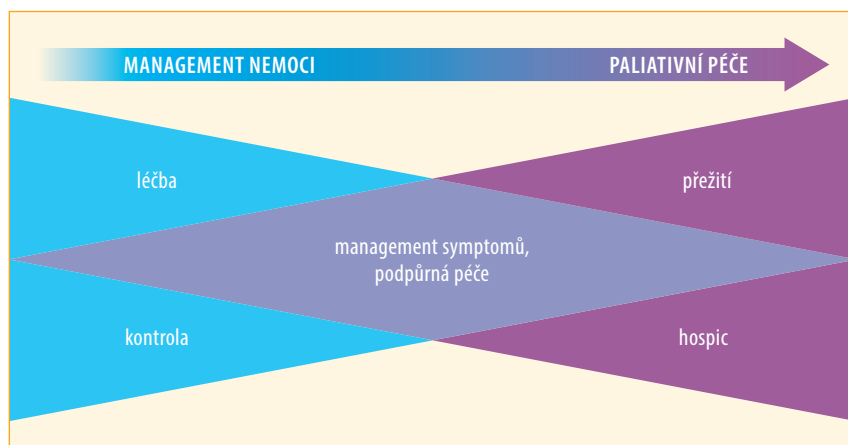 MANAGEMENT NEMOCI
PALIATIVNÍ PÉČE
léčba
přežití
management symptomů,
podpůrná péče
kontrola
hospic